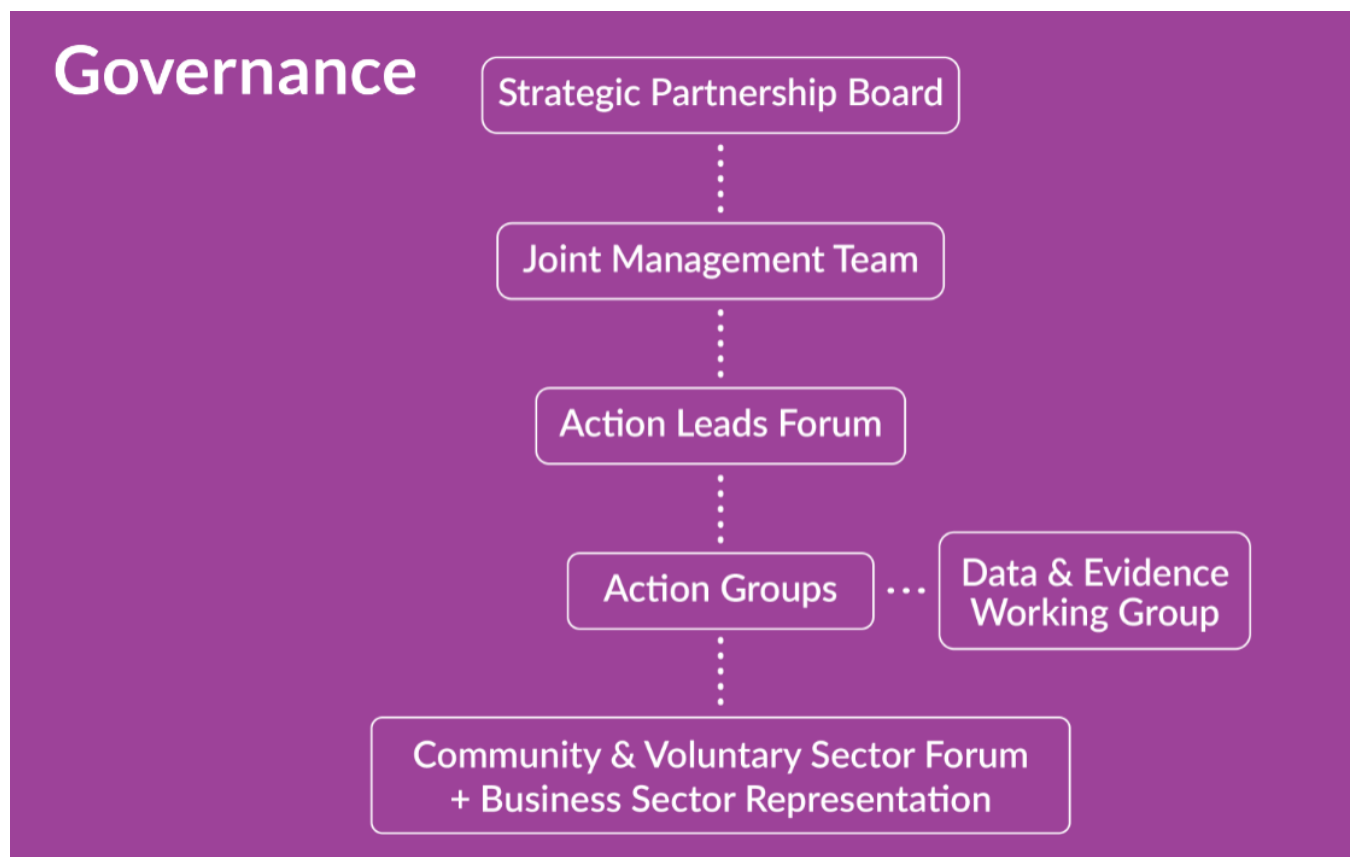 Governance
Strategic Partnership Board
Joint Management Team
Action Leads Forum
Action Groups
Data & Evidence
Working Group
Community & Voluntary Sector Forum
+ Business Sector Representation